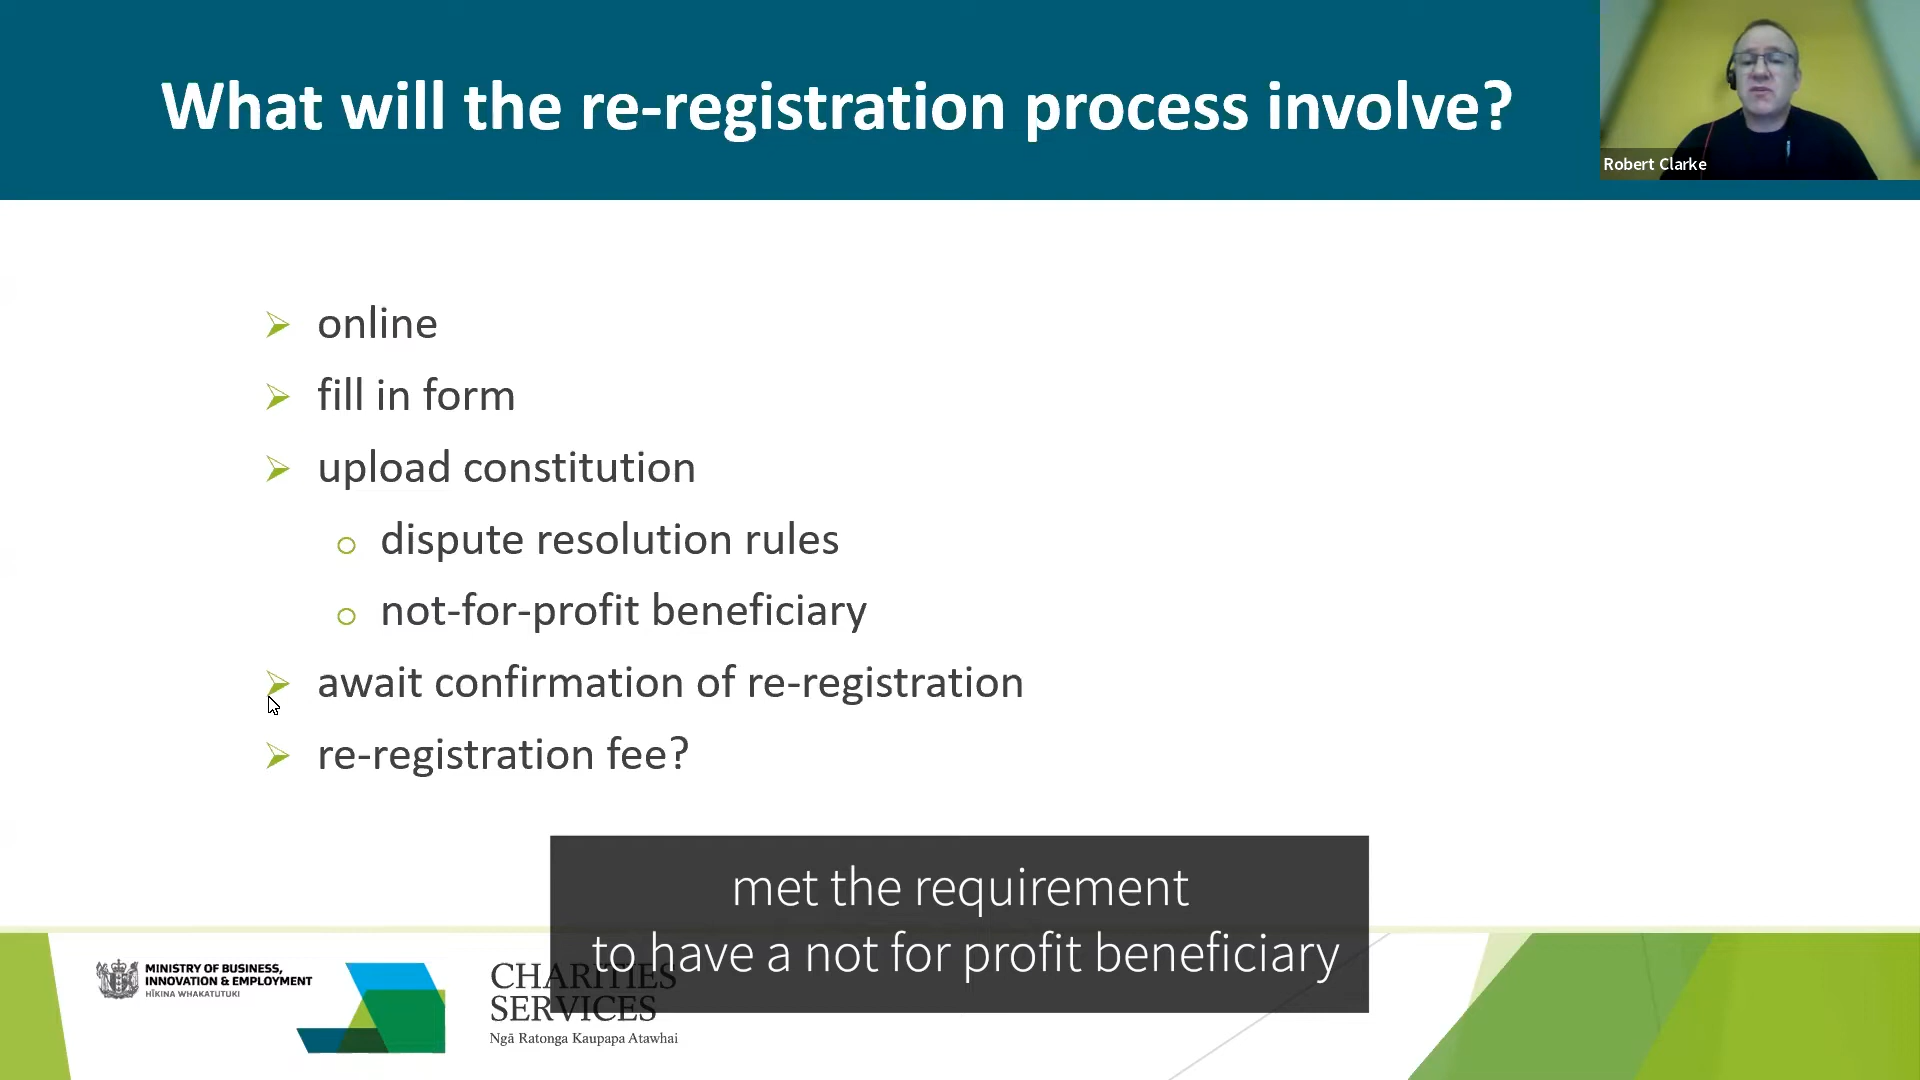 What will the re-registration process involve?
Robert Clarke
online
fill in form
upload constitution
dispute resolution rules
not-for-profit beneficiary
await confirmation of re-registration
re-registration fee?
met the requirement
to have a not for profit beneficiary
MINISTRY OF BUSINESS,
INNOVATION & EMPLOYMENT
HĪKINA WHAKATUTUKI
CHARITIES
SERVICES
Ngā Ratonga Kaupapa Atawhai